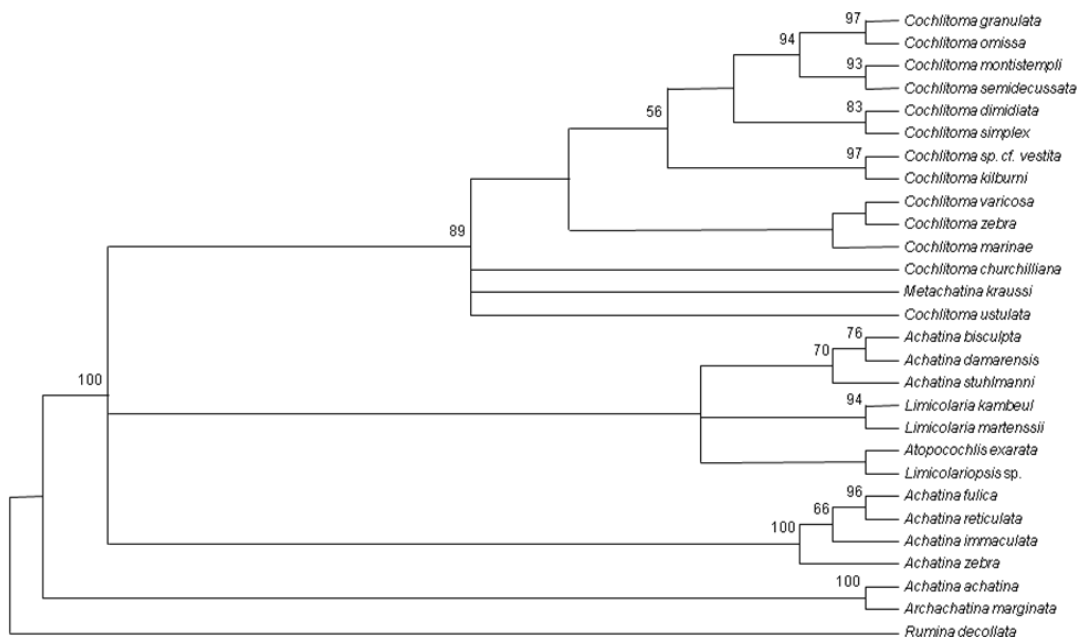 97 Cochlitoma granulata
94 Cochlitoma omissa
93 Cochlitoma montistempli
Cochlitoma semidecussata
56 83 Cochlitoma dimidiata
Cochlitoma simplex
97 Cochlitoma sp. cf. vestita
Cochlitoma kilburni
Cochlitoma varicosa
Cochlitoma zebra
89 Cochlitoma marinae
Cochlitoma churchilliana
Metachatina kraussi
Cochlitoma ustulata
76 Achatina bisculpta
70 Achatina damarensis
100 Achatina stuhlmanni
94 Limicolaria kambeul
Limicolaria martenssii
Atopocochlis exarata
Limicolariopsis sp.
96 Achatina fulica
66 Achatina reticulata
100 Achatina immaculata
Achatina zebra
100 Achatina achatina
Archachatina marginata
Rumina decollata